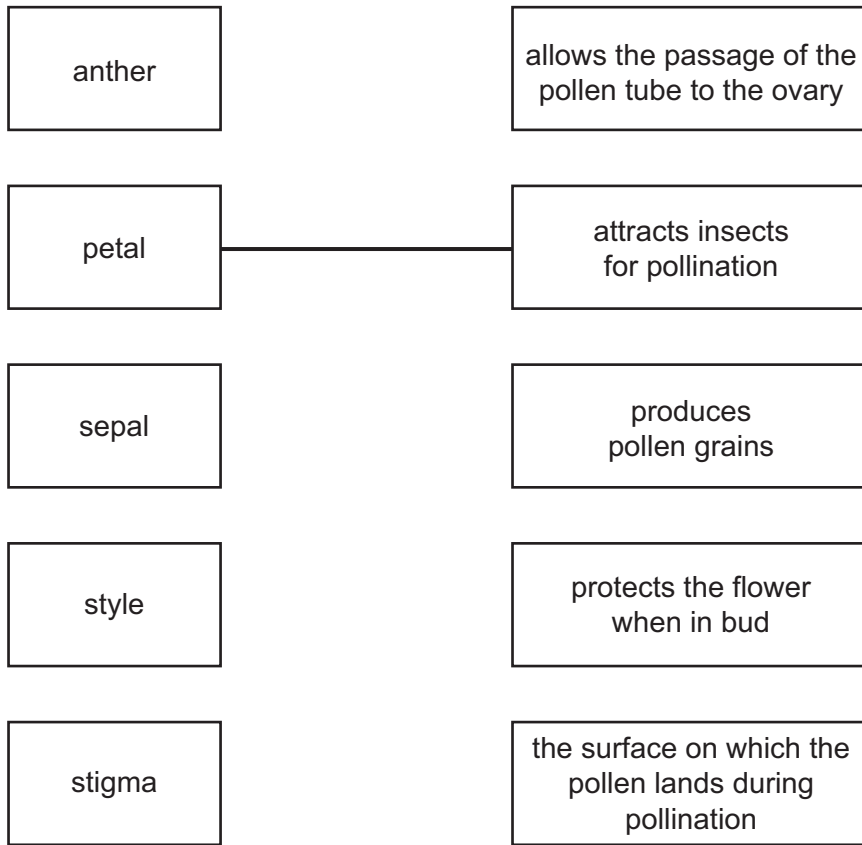 anther
allows the passage of the
pollen tube to the ovary
petal
attracts insects
for pollination
sepal
produces
pollen grains
style
protects the flower
when in bud
stigma
the surface on which the
pollen lands during
pollination